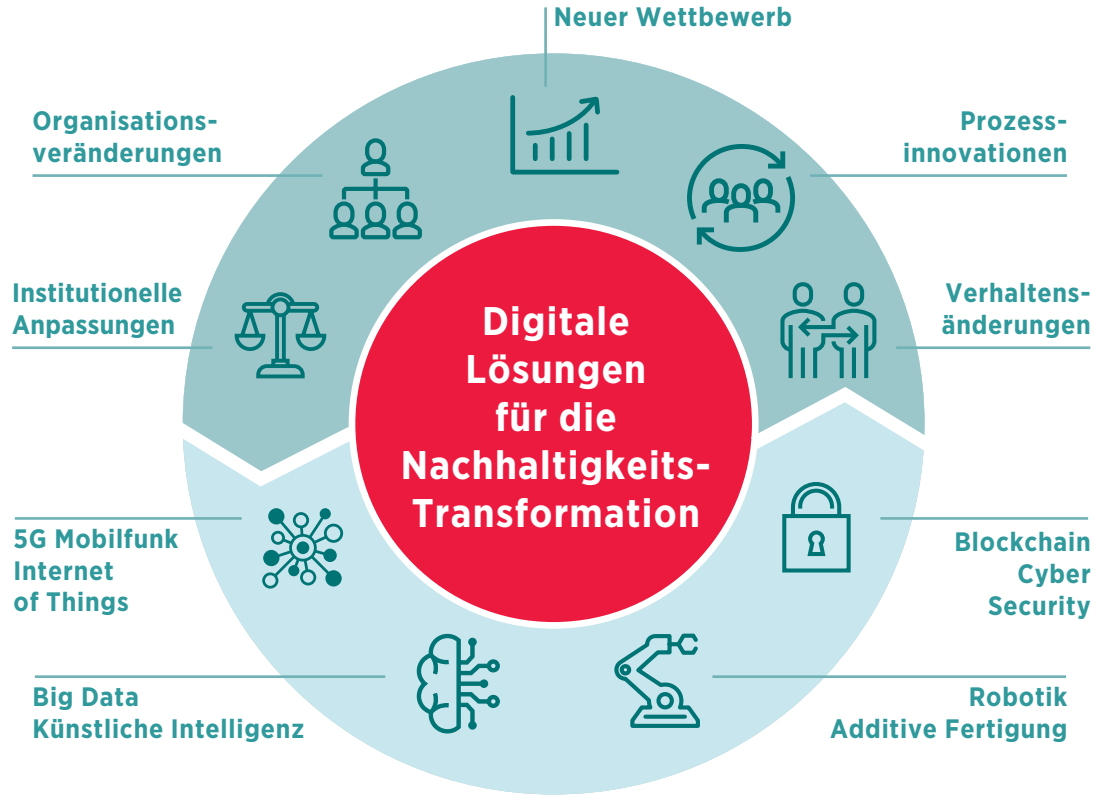 Neuer Wettbewerb
Organisations-
veränderungen
Prozess-
innovationen
Institutionelle
Anpassungen
Verhaltens-
änderungen
Digitale
Lösungen
für die
Nachhaltigkeits-
Transformation
5G Mobilfunk
Internet
of Things
Blockchain
Cyber
Security
Big Data
Künstliche Intelligenz
Robotik
Additive Fertigung